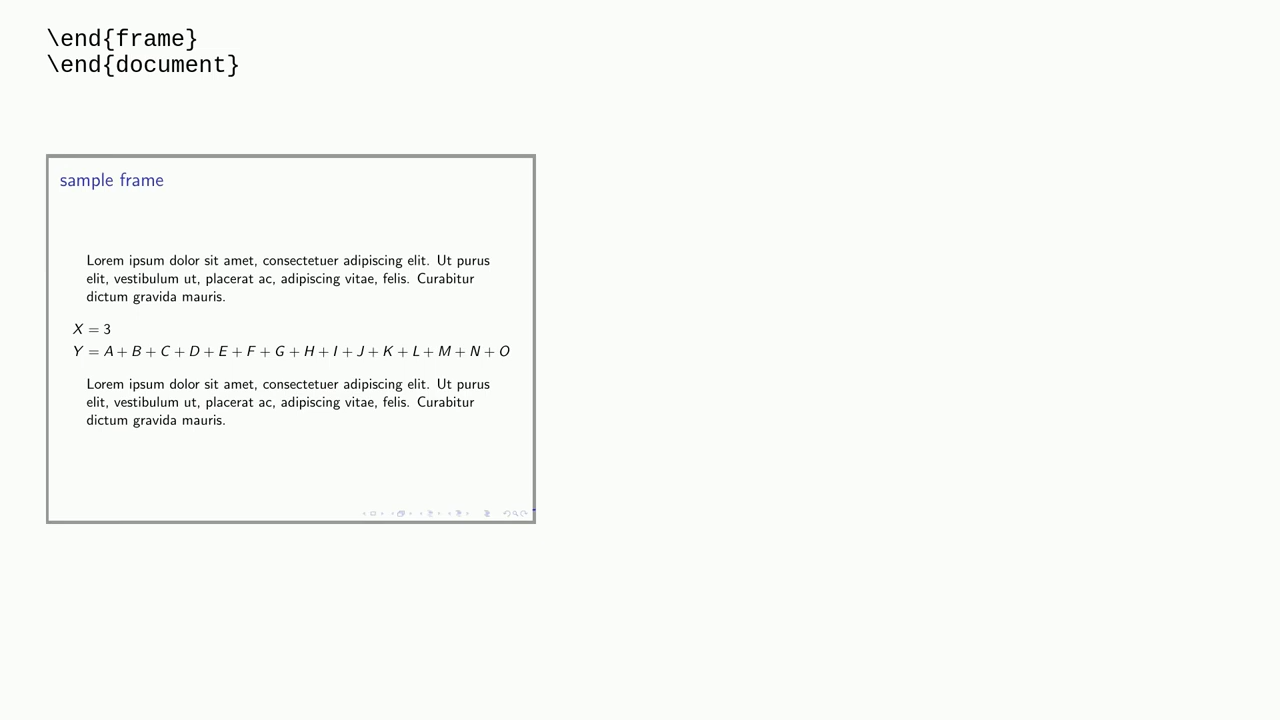 \end{frame}
\end{document}
sample frame
Lorem ipsum dolor sit amet, consectetuer adipiscing elit. Ut purus
elit, vestibulum ut, placerat ac, adipiscing vitae, felis. Curabitur
dictum gravida mauris.
X = 3
Y = A + B + C + D + E + F + G + H + I + J + K + L + M + N + O
Lorem ipsum dolor sit amet, consectetuer adipiscing elit. Ut purus
elit, vestibulum ut, placerat ac, adipiscing vitae, felis. Curabitur
dictum gravida mauris.